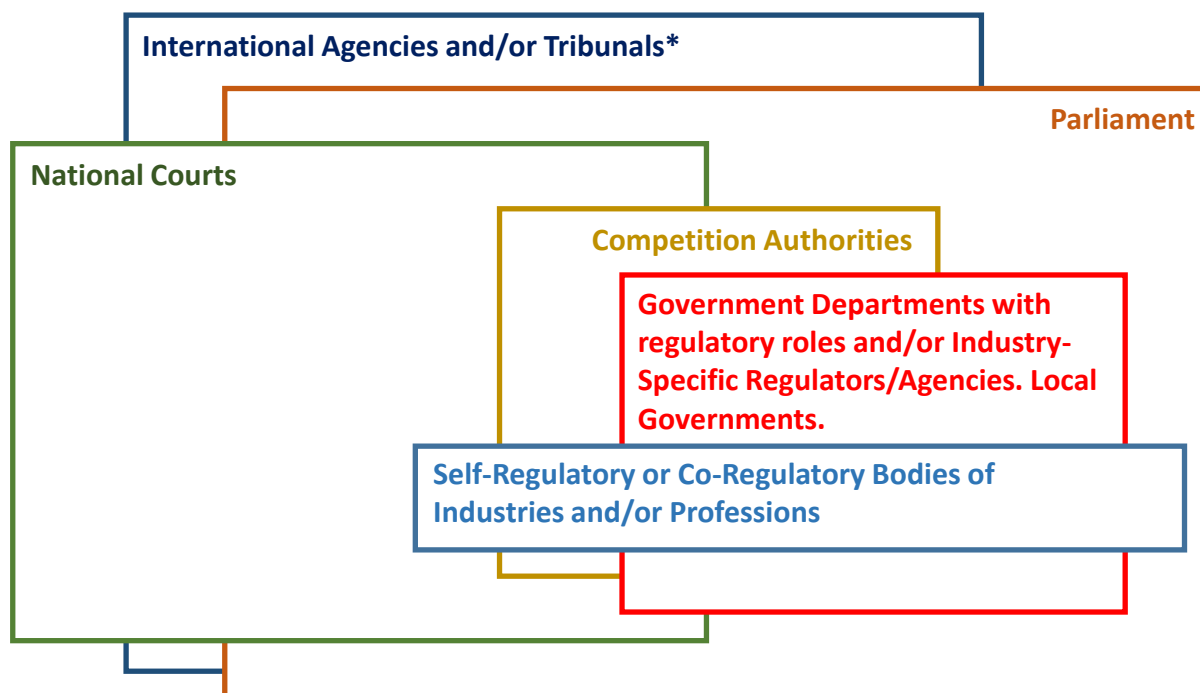 International Agencies and/or Tribunals*
Parliament
National Courts
Competition Authorities
Government Departments with
regulatory roles and/or Industry-
Specific Regulators/Agencies. Local
Governments.
Self-Regulatory or Co-Regulatory Bodies of
Industries and/or Professions